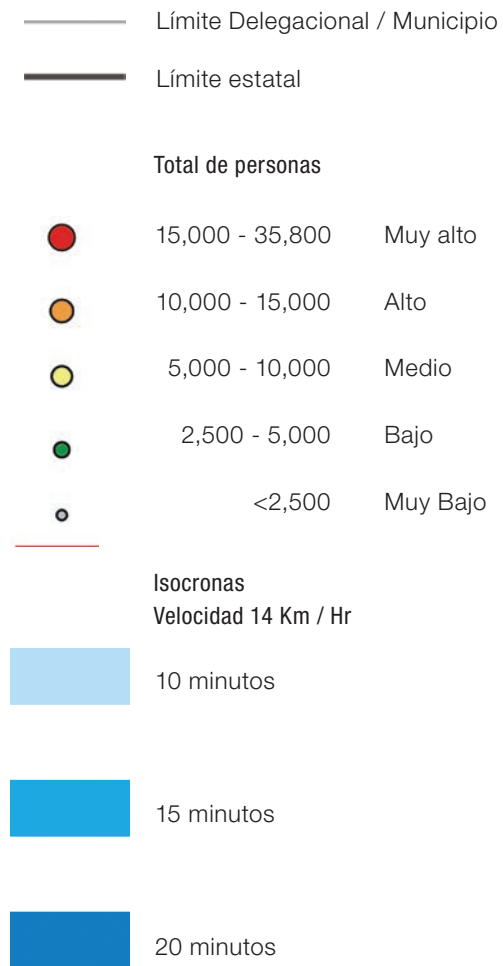 Límite Delegacional / Municipio
Límite estatal
Total de personas
15,000 - 35,800 Muy alto
10,000 - 15,000 Alto
5,000 - 10,000 Medio
2,500 - 5,000 Bajo
<2,500 Muy Bajo
Isocronas
Velocidad 14 Km / Hr
10 minutos
15 minutos
20 minutos